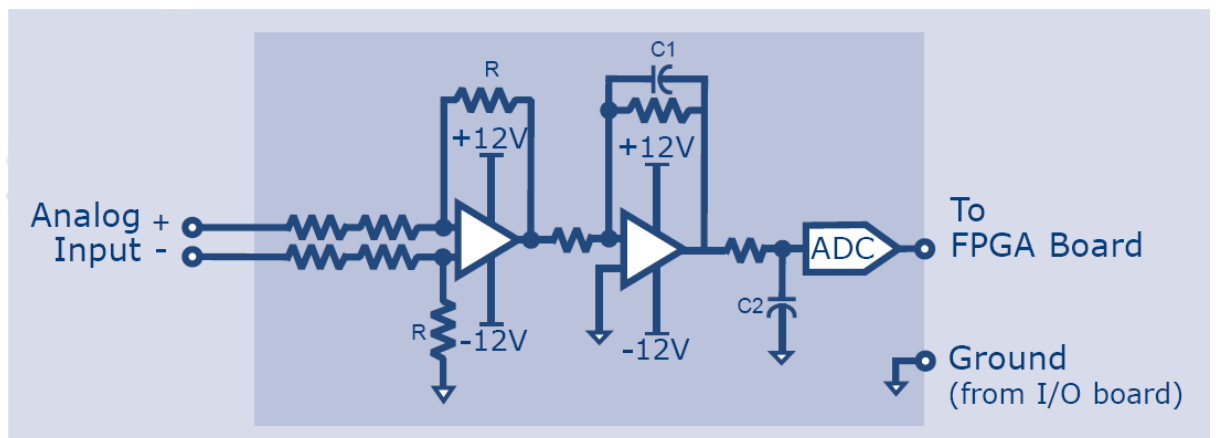 C1
R
+12V
+12V
Analog +
Input -
To
FPGA Board
ADC
C2
R
-12V
-12V
Ground
(from I/O board)